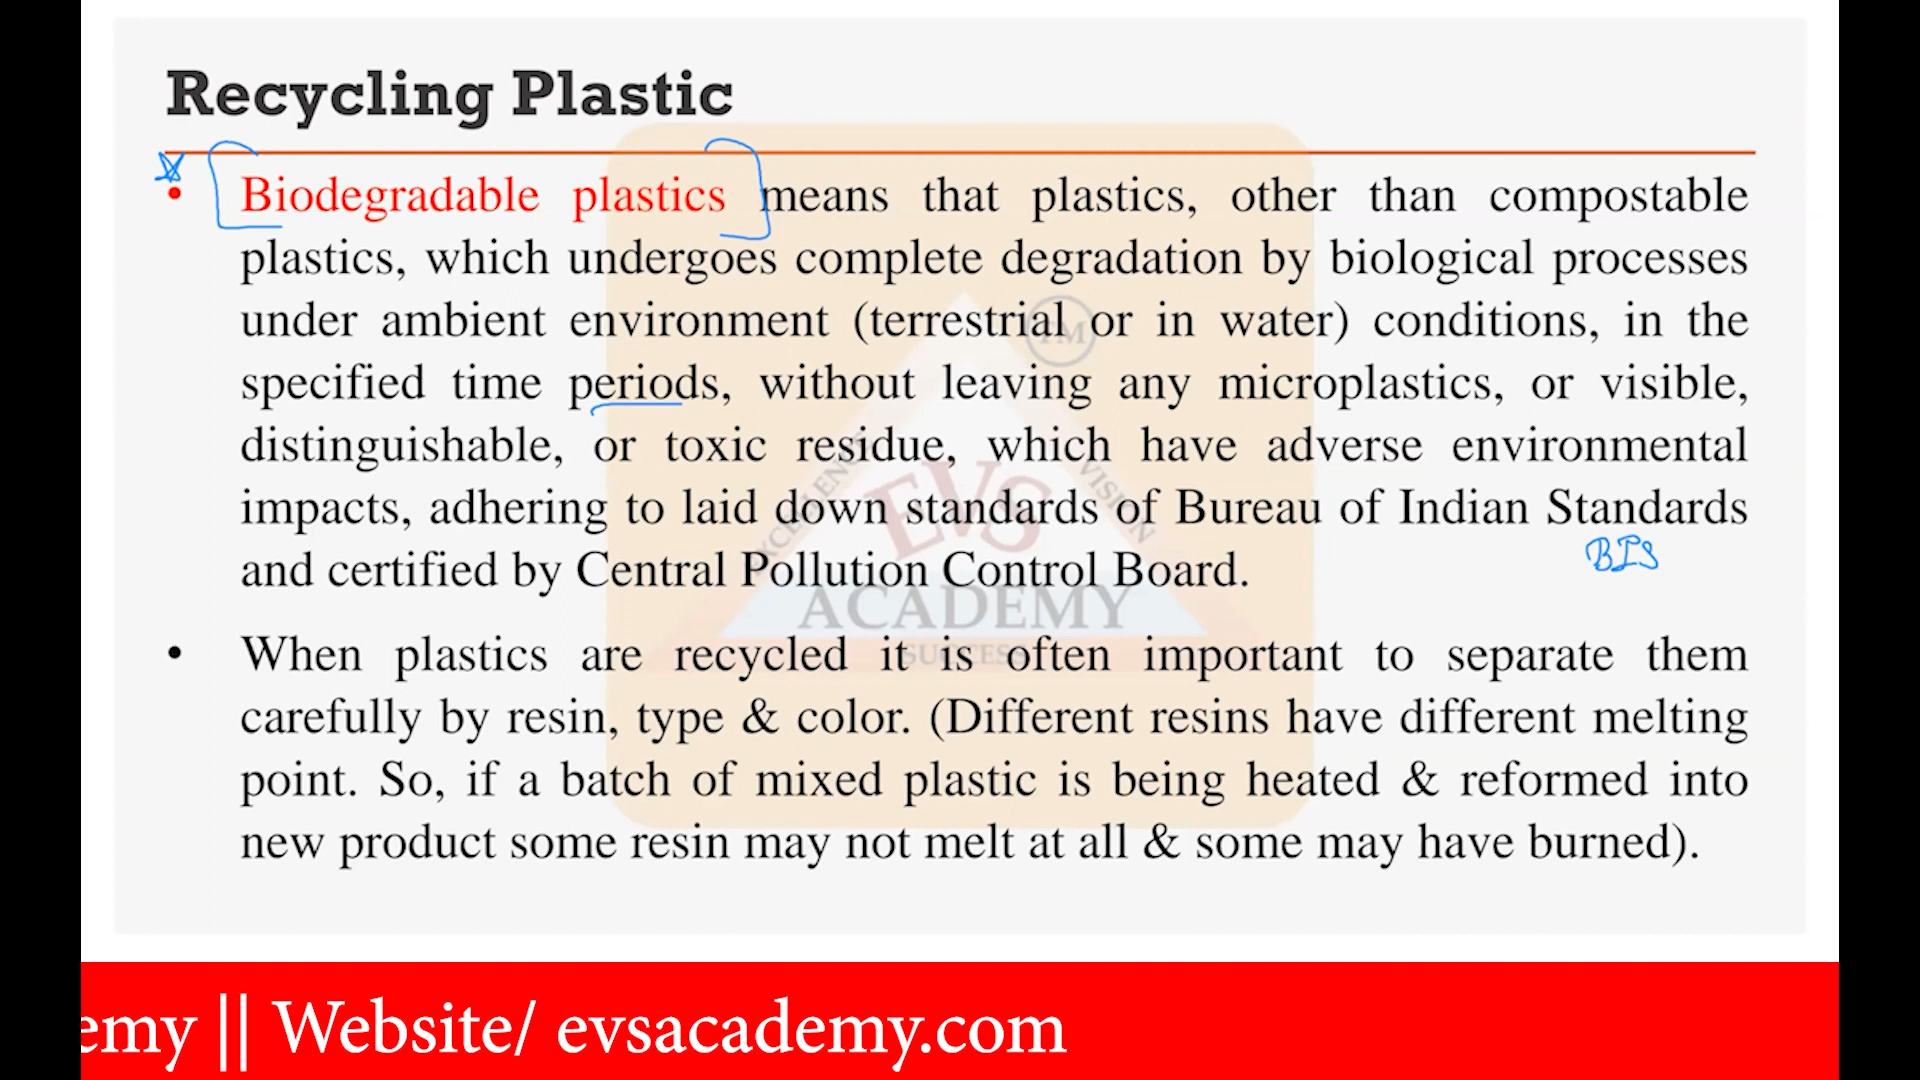 Recycling Plastic
• Biodegradable plastics means that plastics, other than compostable
plastics, which undergoes complete degradation by biological processes
under ambient environment (terrestrial or in water) conditions, in the
specified time periods, without leaving any microplastics, or visible,
distinguishable, or toxic residue, which have adverse environmental
impacts, adhering to laid down standards of Bureau of Indian Standards
BIS
and certified by Central Pollution Control Board.
• When plastics are recycled it is often important to separate them
carefully by resin, type & color. (Different resins have different melting
point. So, if a batch of mixed plastic is being heated & reformed into
new product some resin may not melt at all & some may have burned).
TM
EXCELLENCE
VISION
EVS
ACADEMY
SUCCESS
emy || Website/ evsacademy.com